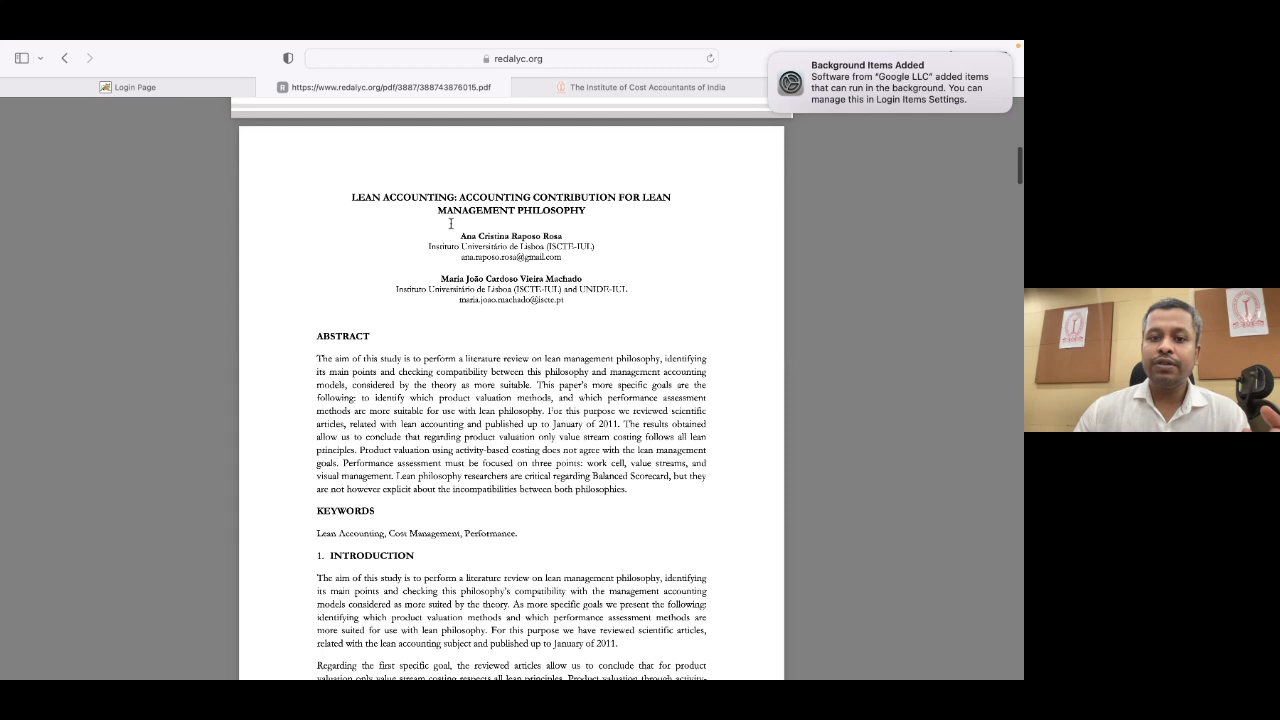 redalyc.org
Login Page
R
https://www.redalyc.org/pdf/3887/388743876015.pdf
The Institute of Cost Accountants of India
Background Items Added
Software from “Google LLC” added items
that can run in the background. You can
manage this in Login Items Settings.
LEAN ACCOUNTING: ACCOUNTING CONTRIBUTION FOR LEAN
MANAGEMENT PHILOSOPHY
Ana Cristina Raposo Rosa
Instituto Universitário de Lisboa (ISCTE-IUL)
ana.raposo.rosa@gmail.com
Maria João Cardoso Vieira Machado
Instituto Universitário de Lisboa (ISCTE-IUL) and UNIDE-IUL
maria.joao.machado@iscte.pt
ABSTRACT
The aim of this study is to perform a literature review on lean management philosophy, identifying
its main points and checking compatibility between this philosophy and management accounting
models, considered by the theory as more suitable. This paper’s more specific goals are the
following: to identify which product valuation methods, and which performance assessment
methods are more suitable for use with lean philosophy. For this purpose we reviewed scientific
articles, related with lean accounting and published up to January of 2011. The results obtained
allow us to conclude that regarding product valuation only value stream costing follows all lean
principles. Product valuation using activity-based costing does not agree with the lean management
goals. Performance assessment must be focused on three points: work cell, value streams, and
visual management. Lean philosophy researchers are critical regarding Balanced Scorecard, but they
are not however explicit about the incompatibilities between both philosophies.
KEYWORDS
Lean Accounting, Cost Management, Performance.
1. INTRODUCTION
The aim of this study is to perform a literature review on lean management philosophy, identifying
its main points and checking this philosophy’s compatibility with the management accounting
models considered as more suited by the theory. As more specific goals we present the following:
identifying which product valuation methods and which performance assessment methods are
more suited for use with lean philosophy. For this purpose we have reviewed scientific articles,
related with the lean accounting subject and published up to January of 2011.
Regarding the first specific goal, the reviewed articles allow us to conclude that for product
valuation only value stream costing respects all lean principles. Product valuation through activity-